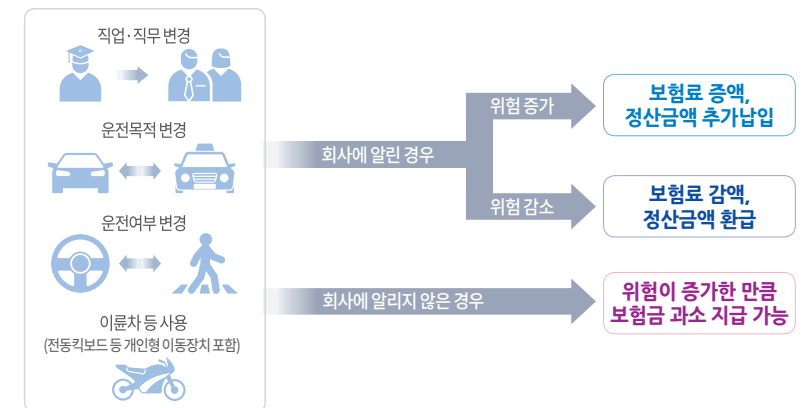 직업·직무 변경
운전목적 변경
운전여부 변경
이륜차 등 사용
(전동킥보드 등 개인형 이동장치 포함)
회사에 알린 경우
위험 증가
보험료 증액,
정산금액 추가납입
위험 감소
보험료 감액,
정산금액 환급
회사에 알리지 않은 경우
위험이 증가한 만큼
보험금 과소 지급 가능